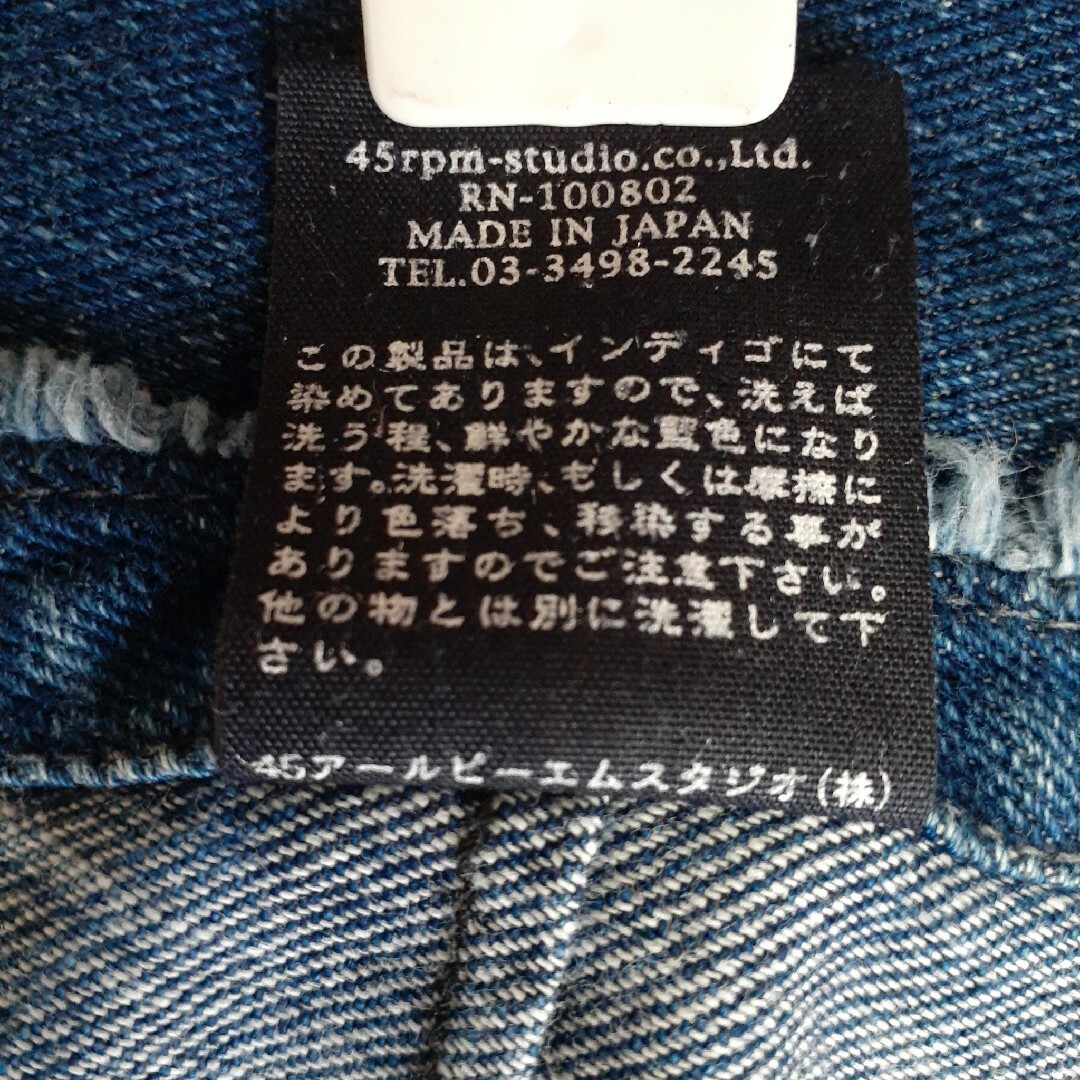 45rpm-studio.co.,Ltd.
RN-100802
MADE IN JAPAN
TEL.03-3498-2245
この製品は、インディゴにて
染めてありますので、洗えば
洗う程、鮮やかな藍色になり
ます。洗濯時、もしくは摩擦に
より色落ち、移染する事が
ありますのでご注意下さい。
他の物とは別に洗濯して下
さい。
45アールピーエムスタジオ(株)